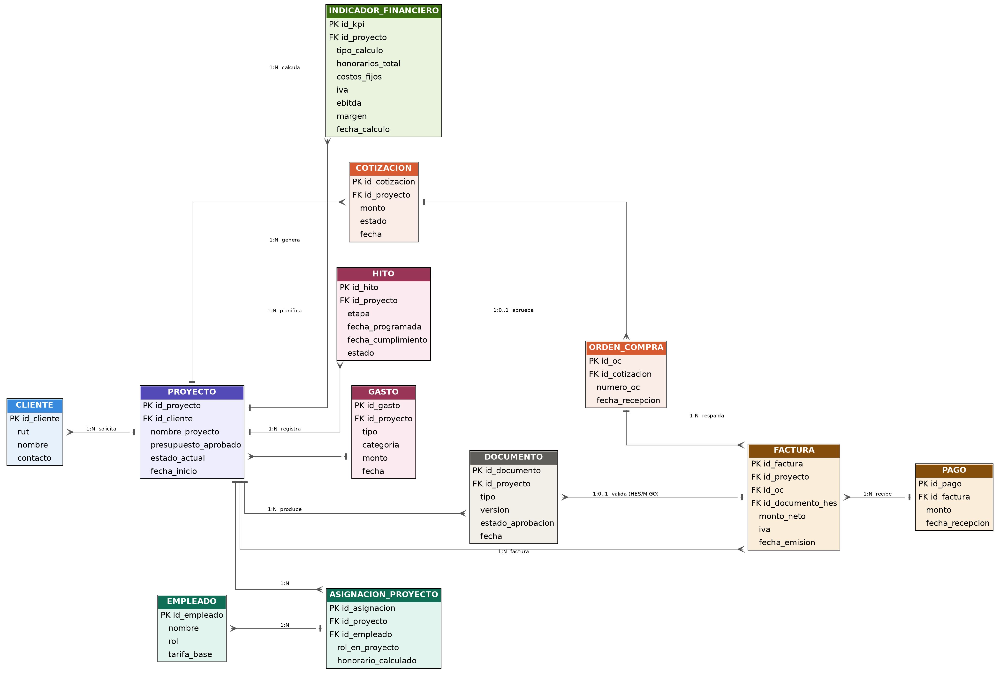 INDICADOR_FINANCIERO
PK id_kpi
FK id_proyecto
tipo_calculo
honorarios_total
costos_fijos
iva
ebitda
margen
fecha_calculo
1:N calcula
COTIZACION
PK id_cotizacion
FK id_proyecto
monto
estado
fecha
1:N genera
HITO
PK id_hito
FK id_proyecto
etapa
fecha_programada
fecha_cumplimiento
estado
1:N planifica
1:0..1 aprueba
ORDEN_COMPRA
PK id_oc
FK id_cotizacion
numero_oc
fecha_recepcion
CLIENTE
PK id_cliente
rut
nombre
contacto
1:N solicita
PROYECTO
PK id_proyecto
FK id_cliente
nombre_proyecto
presupuesto_aprobado
estado_actual
fecha_inicio
1:N registra
GASTO
PK id_gasto
FK id_proyecto
tipo
categoria
monto
fecha
1:N respalda
DOCUMENTO
PK id_documento
FK id_proyecto
tipo
version
estado_aprobacion
fecha
1:N produce
1:0..1 valida (HES/MIGO)
FACTURA
PK id_factura
FK id_proyecto
FK id_oc
FK id_documento_hes
monto_neto
iva
fecha_emision
1:N recibe
PAGO
PK id_pago
FK id_factura
monto
fecha_recepcion
1:N factura
1:N
EMPLEADO
PK id_empleado
nombre
rol
tarifa_base
1:N
ASIGNACION_PROYECTO
PK id_asignacion
FK id_proyecto
FK id_empleado
rol_en_proyecto
honorario_calculado